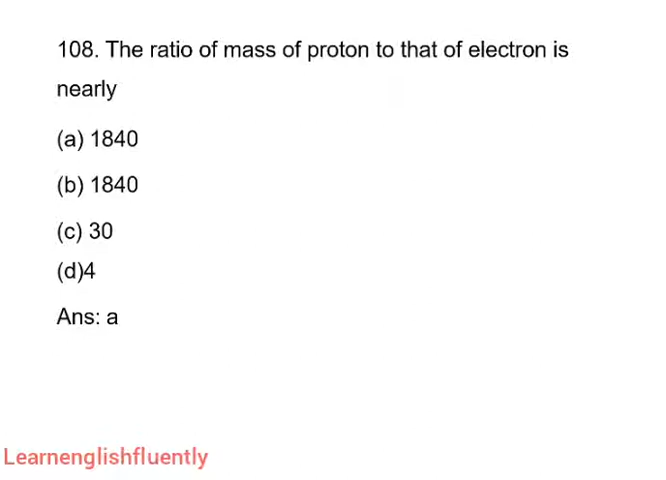 108. The ratio of mass of proton to that of electron is
nearly
(a) 1840
(b) 1840
(c) 30
(d)4
Ans: a
Learnenglishfluently